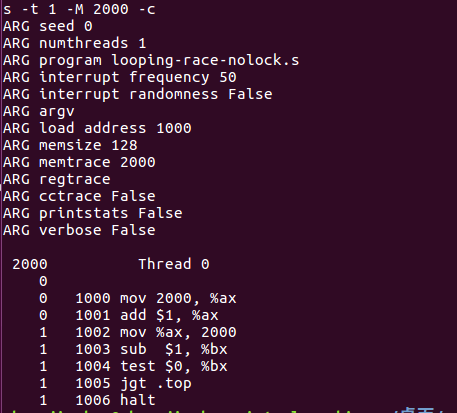 s -t 1 -M 2000 -c
ARG seed 0
ARG numthreads 1
ARG program looping-race-nolock.s
ARG interrupt frequency 50
ARG interrupt randomness False
ARG argv
ARG load address 1000
ARG memsize 128
ARG memtrace 2000
ARG regtrace
ARG cctrace False
ARG printstats False
ARG verbose False
2000 Thread 0
0
0 1000 mov 2000, %ax
0 1001 add $1, %ax
1 1002 mov %ax, 2000
1 1003 sub  $1, %bx
1 1004 test $0, %bx
1 1005 jgt .top
1 1006 halt